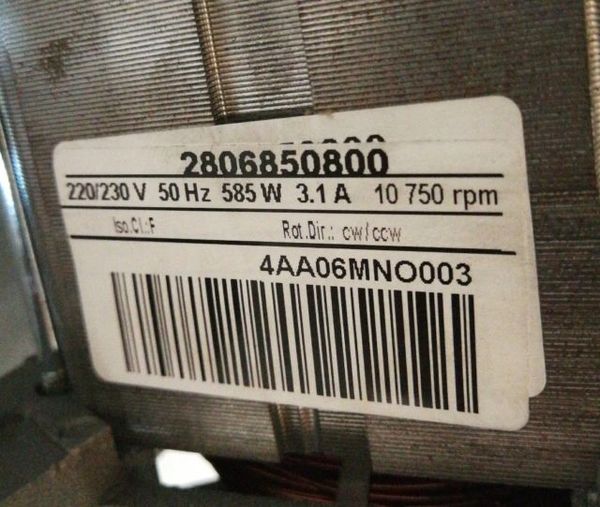 2806850800
220/230 V 50 Hz 585 W 3.1 A 10 750 rpm
Iso.Cl.:F Rot.Dir.: cw/ccw
4AA06MNO003